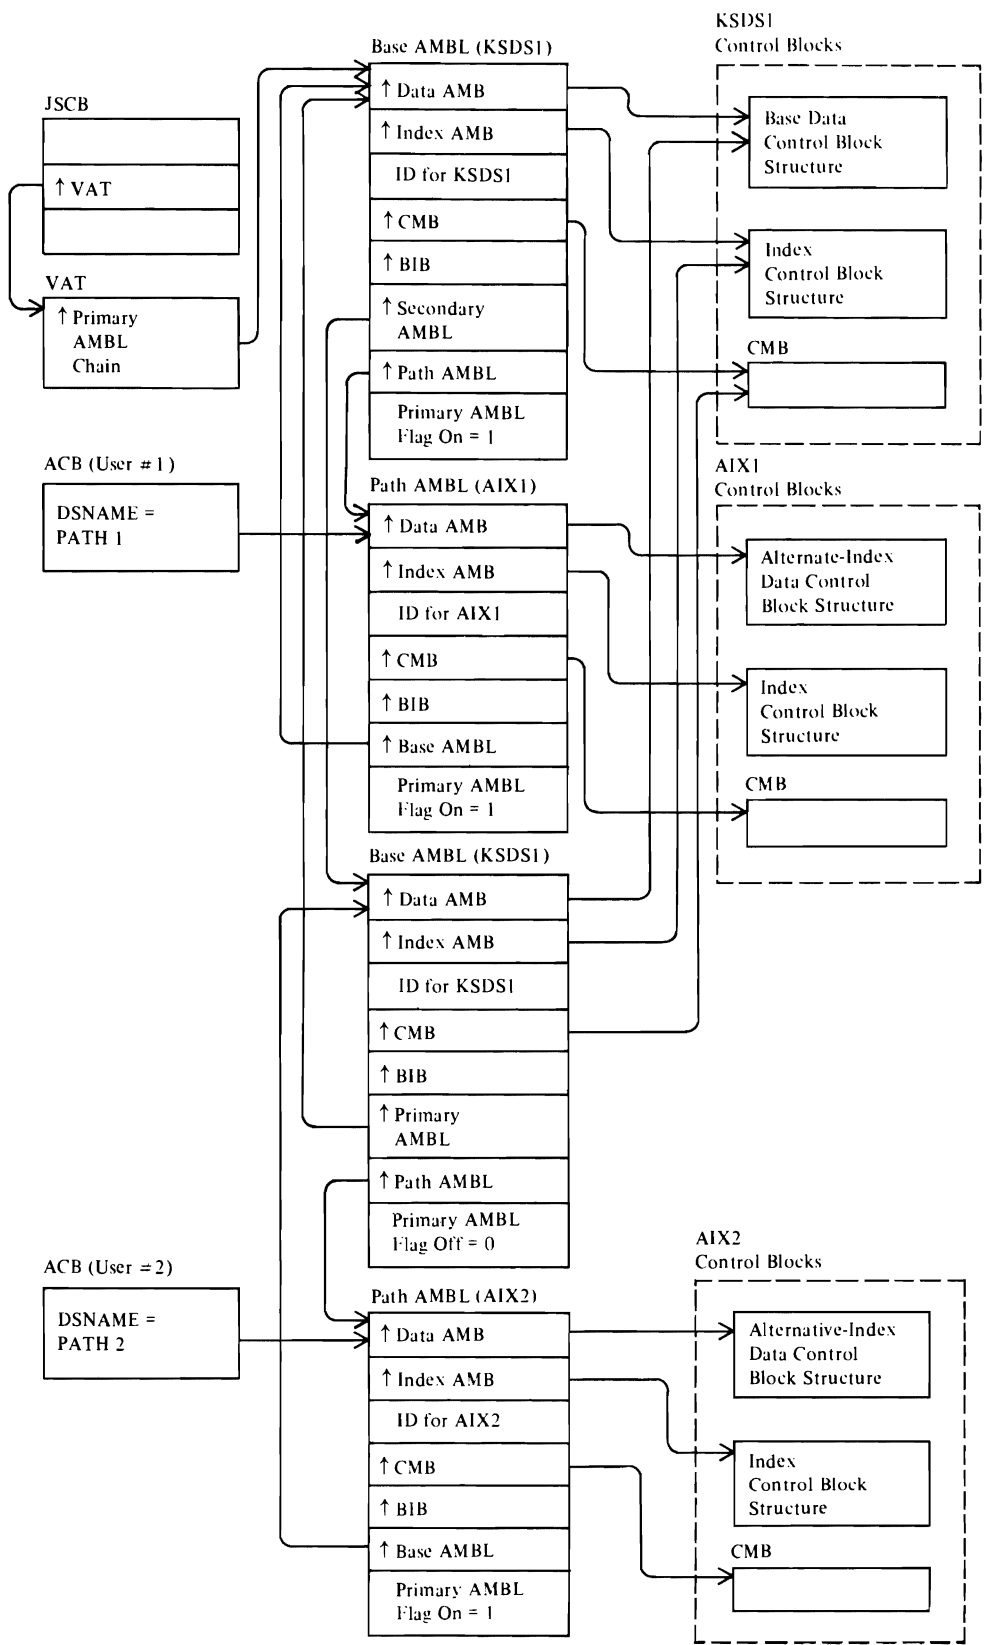 JSCB
↑ VAT
VAT
↑ Primary
AMBL
Chain
ACB (User #1)
DSNAME =
PATH 1
ACB (User #2)
DSNAME =
PATH 2
Base AMBL (KSDS1)
↑ Data AMB
↑ Index AMB
ID for KSDS1
↑ CMB
↑ BIB
↑ Secondary
AMBL
↑ Path AMBL
Primary AMBL
Flag On = 1
Path AMBL (AIX1)
↑ Data AMB
↑ Index AMB
ID for AIX1
↑ CMB
↑ BIB
↑ Base AMBL
Primary AMBL
Flag On = 1
Base AMBL (KSDS1)
↑ Data AMB
↑ Index AMB
ID for KSDS1
↑ CMB
↑ BIB
↑ Primary
AMBL
↑ Path AMBL
Primary AMBL
Flag Off = 0
Path AMBL (AIX2)
↑ Data AMB
↑ Index AMB
ID for AIX2
↑ CMB
↑ BIB
↑ Base AMBL
Primary AMBL
Flag On = 1
KSDS1
Control Blocks
Base Data
Control Block
Structure
Index
Control Block
Structure
CMB
AIX1
Control Blocks
Alternate-Index
Data Control
Block Structure
Index
Control Block
Structure
CMB
AIX2
Control Blocks
Alternative-Index
Data Control
Block Structure
Index
Control Block
Structure
CMB